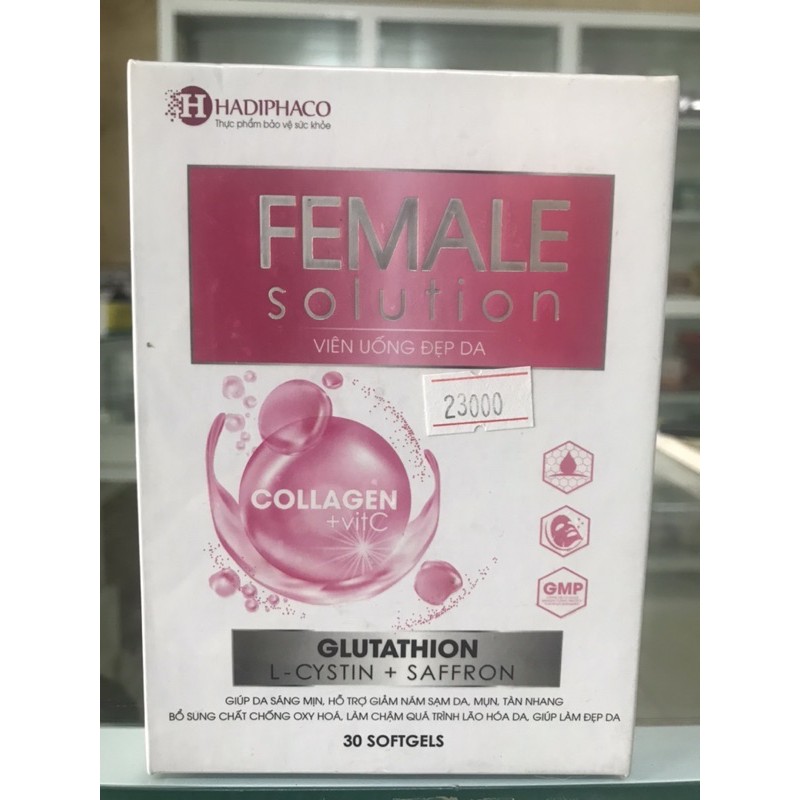 H HADIPHACO
Thực phẩm bảo vệ sức khỏe
FEMALE
solution
VIÊN UỐNG ĐẸP DA
23000
COLLAGEN
+vitC
GMP
GLUTATHION
L-CYSTIN + SAFFRON
GIÚP DA SÁNG MỊN, HỖ TRỢ GIẢM NÁM SẠM DA, MỤN, TÀN NHANG
BỔ SUNG CHẤT CHỐNG OXY HOÁ, LÀM CHẬM QUÁ TRÌNH LÃO HÓA DA, GIÚP LÀM ĐẸP DA
30 SOFTGELS